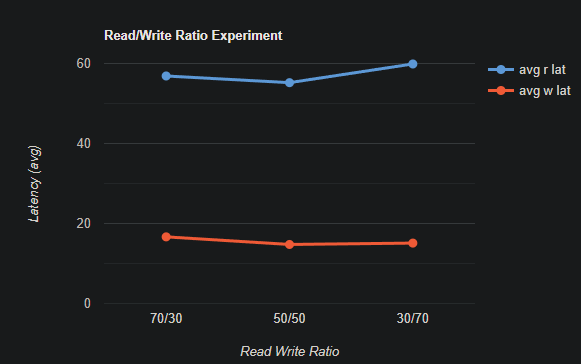 Read/Write Ratio Experiment
60
40
20
0
Latency (avg)
70/30
50/50
30/70
Read Write Ratio
avg r lat
avg w lat